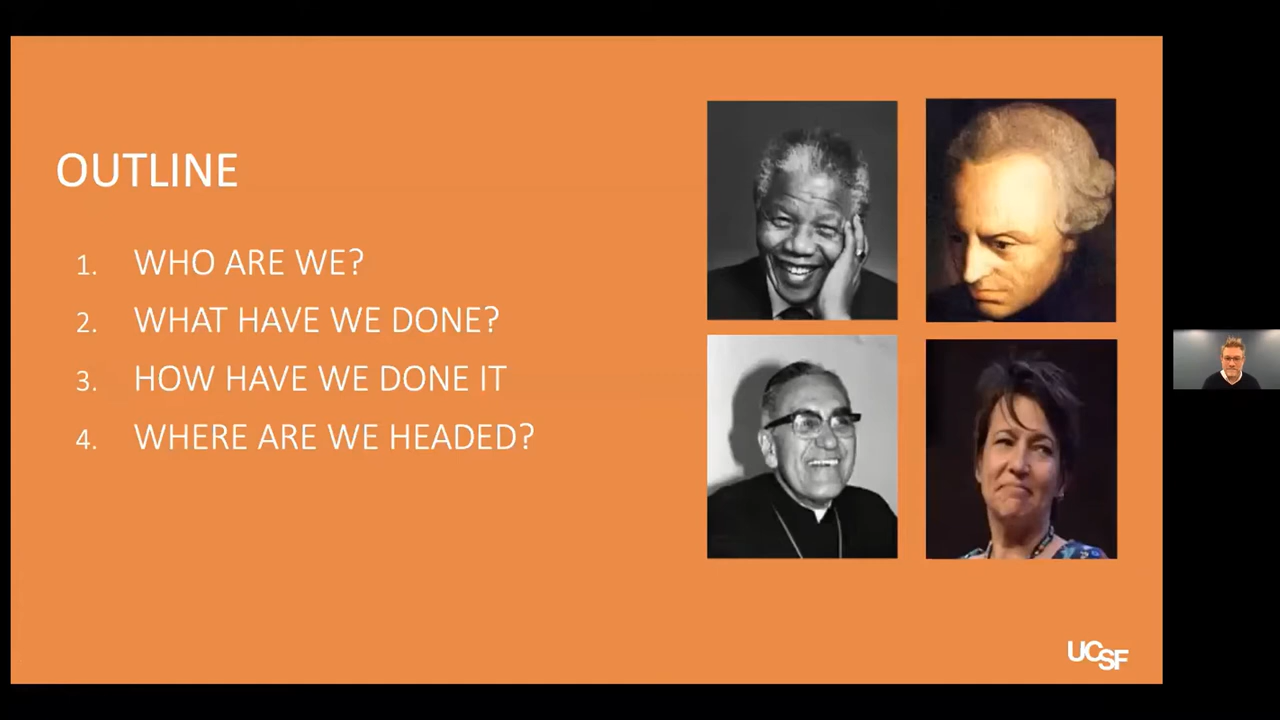 OUTLINE
1. WHO ARE WE?
2. WHAT HAVE WE DONE?
3. HOW HAVE WE DONE IT
4. WHERE ARE WE HEADED?
UCSF